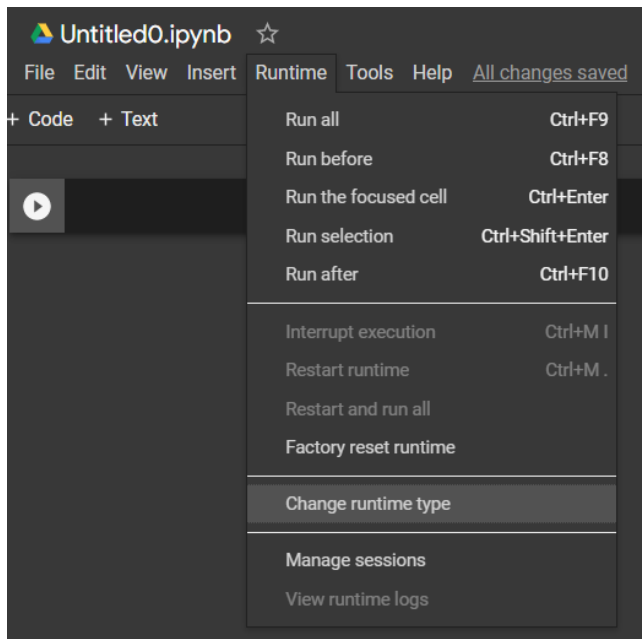 Untitled0.ipynb
File Edit View Insert Runtime Tools Help All changes saved
+ Code + Text
Run all Ctrl+F9
Run before Ctrl+F8
Run the focused cell Ctrl+Enter
Run selection Ctrl+Shift+Enter
Run after Ctrl+F10
Interrupt execution Ctrl+M I
Restart runtime Ctrl+M .
Restart and run all
Factory reset runtime
Change runtime type
Manage sessions
View runtime logs